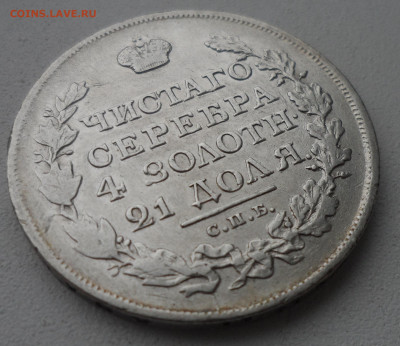 COINS.LAVE.RU
ЧИСТАГО
СЕРЕБРА
4 ЗОЛОТН.
21 ДОЛЯ.
С.П.Б.